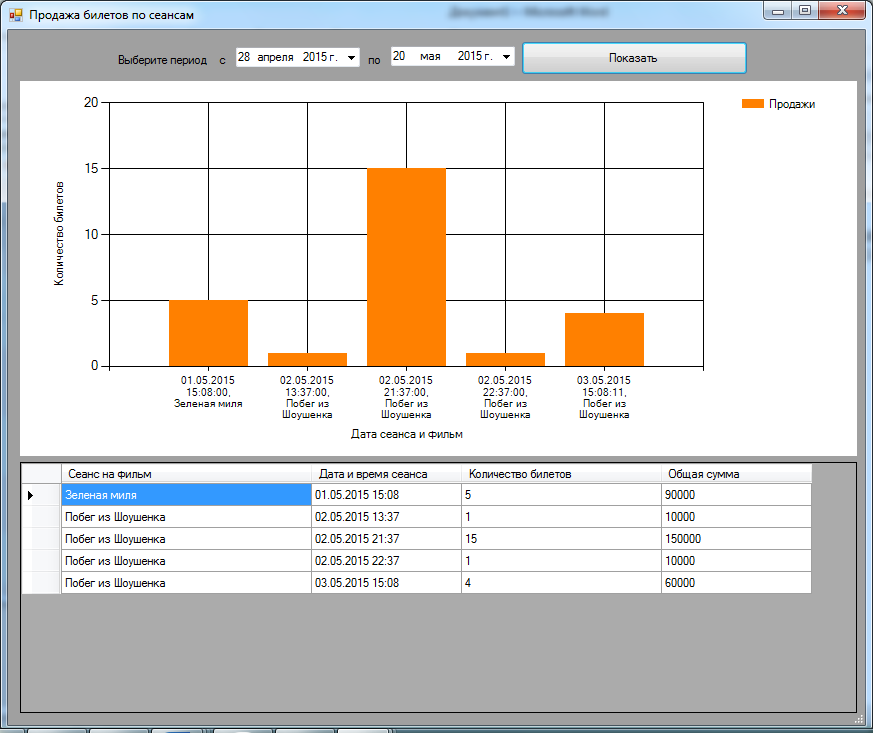 Продажа билетов по сеансам
Выберите период с 28 апреля 2015 г. по 20 мая 2015 г. Показать
Продажи
20
15
10
5
0
Количество билетов
01.05.2015 15:08:00, Зеленая миля
02.05.2015 13:37:00, Побег из Шоушенка
02.05.2015 21:37:00, Побег из Шоушенка
02.05.2015 22:37:00, Побег из Шоушенка
03.05.2015 15:08:11, Побег из Шоушенка
Дата сеанса и фильм
Сеанс на фильм Дата и время сеанса Количество билетов Общая сумма
Зеленая миля 01.05.2015 15:08 5 90000
Побег из Шоушенка 02.05.2015 13:37 1 10000
Побег из Шоушенка 02.05.2015 21:37 15 150000
Побег из Шоушенка 02.05.2015 22:37 1 10000
Побег из Шоушенка 03.05.2015 15:08 4 60000